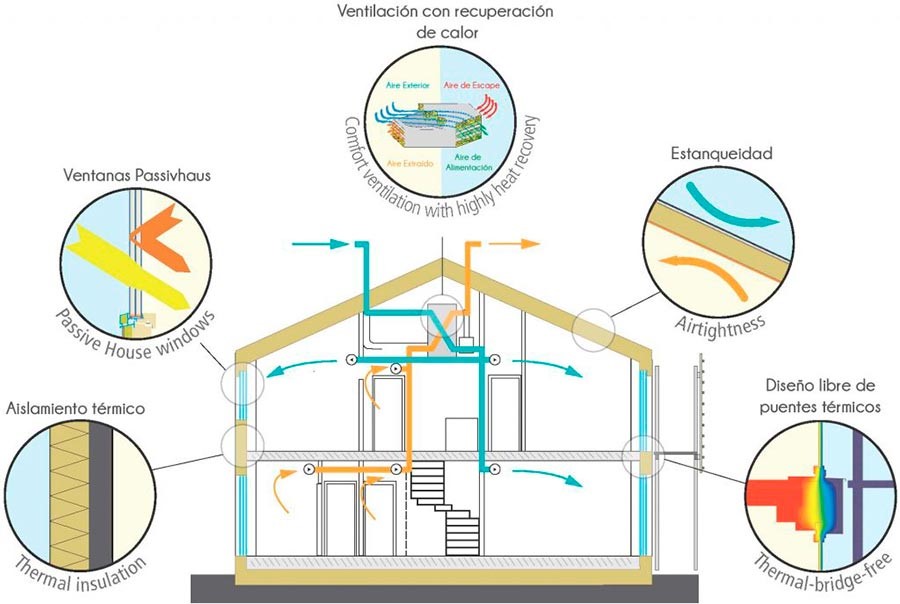 Ventilación con recuperación
de calor
Aire Exterior
Aire de Escape
Aire Extraído
Aire de
Alimentación
Comfort ventilation with highly heat recovery
Ventanas Passivhaus
Passive House windows
Estanqueidad
Airtightness
Aislamiento térmico
Thermal insulation
Diseño libre de
puentes térmicos
Thermal-bridge-free